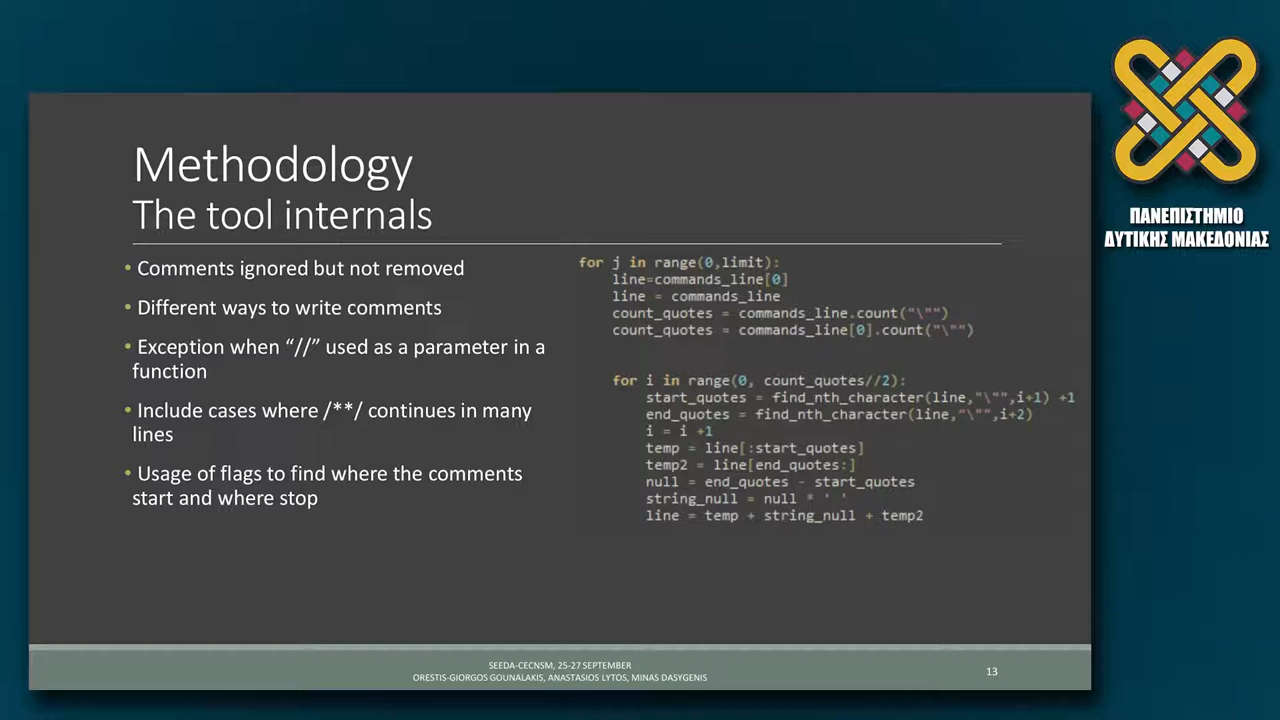 Methodology
The tool internals
• Comments ignored but not removed
• Different ways to write comments
• Exception when “//” used as a parameter in a
function
• Include cases where /**/ continues in many
lines
• Usage of flags to find where the comments
start and where stop
for j in range(0,limit):
line=commands_line[0]
line = commands_line
count_quotes = commands_line.count("\"")
count_quotes = commands_line[0].count("\"")
for i in range(0, count_quotes//2):
start_quotes = find_nth_character(line,"\"",i+1) +1
end_quotes = find_nth_character(line,"\"",i+2)
i = i +1
temp = line[:start_quotes]
temp2 = line[end_quotes:]
null = end_quotes - start_quotes
string_null = null * ' '
line = temp + string_null + temp2
SEEDA-CECNSM, 25-27 SEPTEMBER
ORESTIS-GIORGOS GOUNALAKIS, ANASTASIOS LYTOS, MINAS DASYGENIS
13
ΠΑΝΕΠΙΣΤΗΜΙΟ
ΔΥΤΙΚΗΣ ΜΑΚΕΔΟΝΙΑΣ